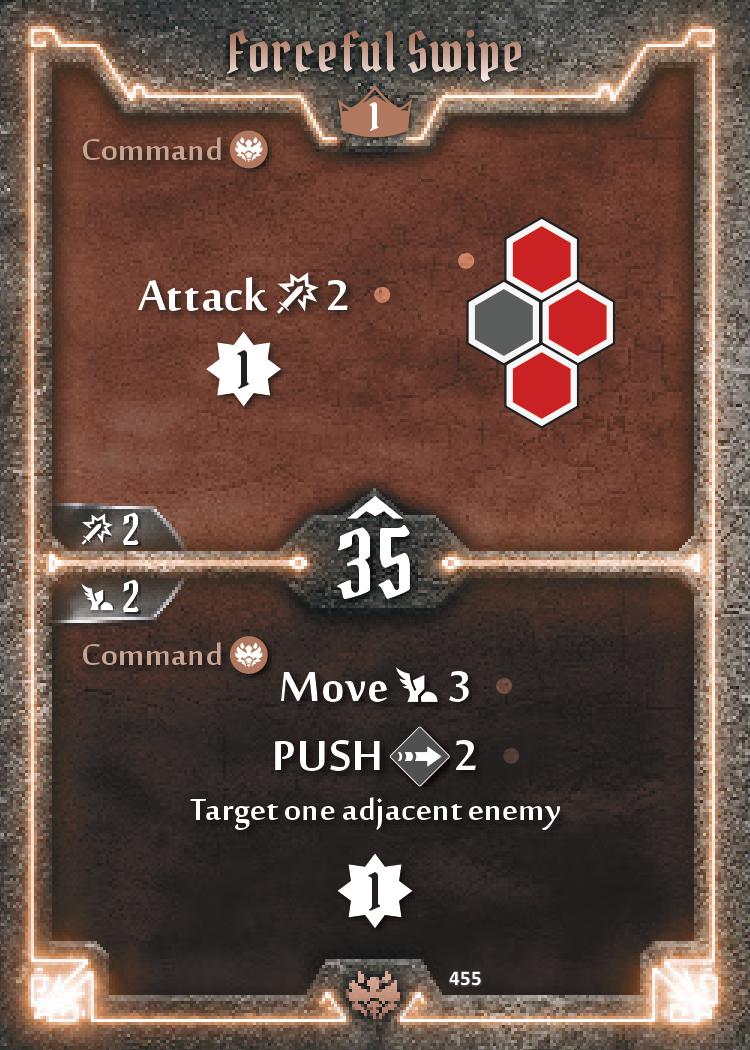 Forceful Swipe
1
Command
Attack 2
1
2
35
2
Command
Move 3
PUSH 2
Target one adjacent enemy
1
455